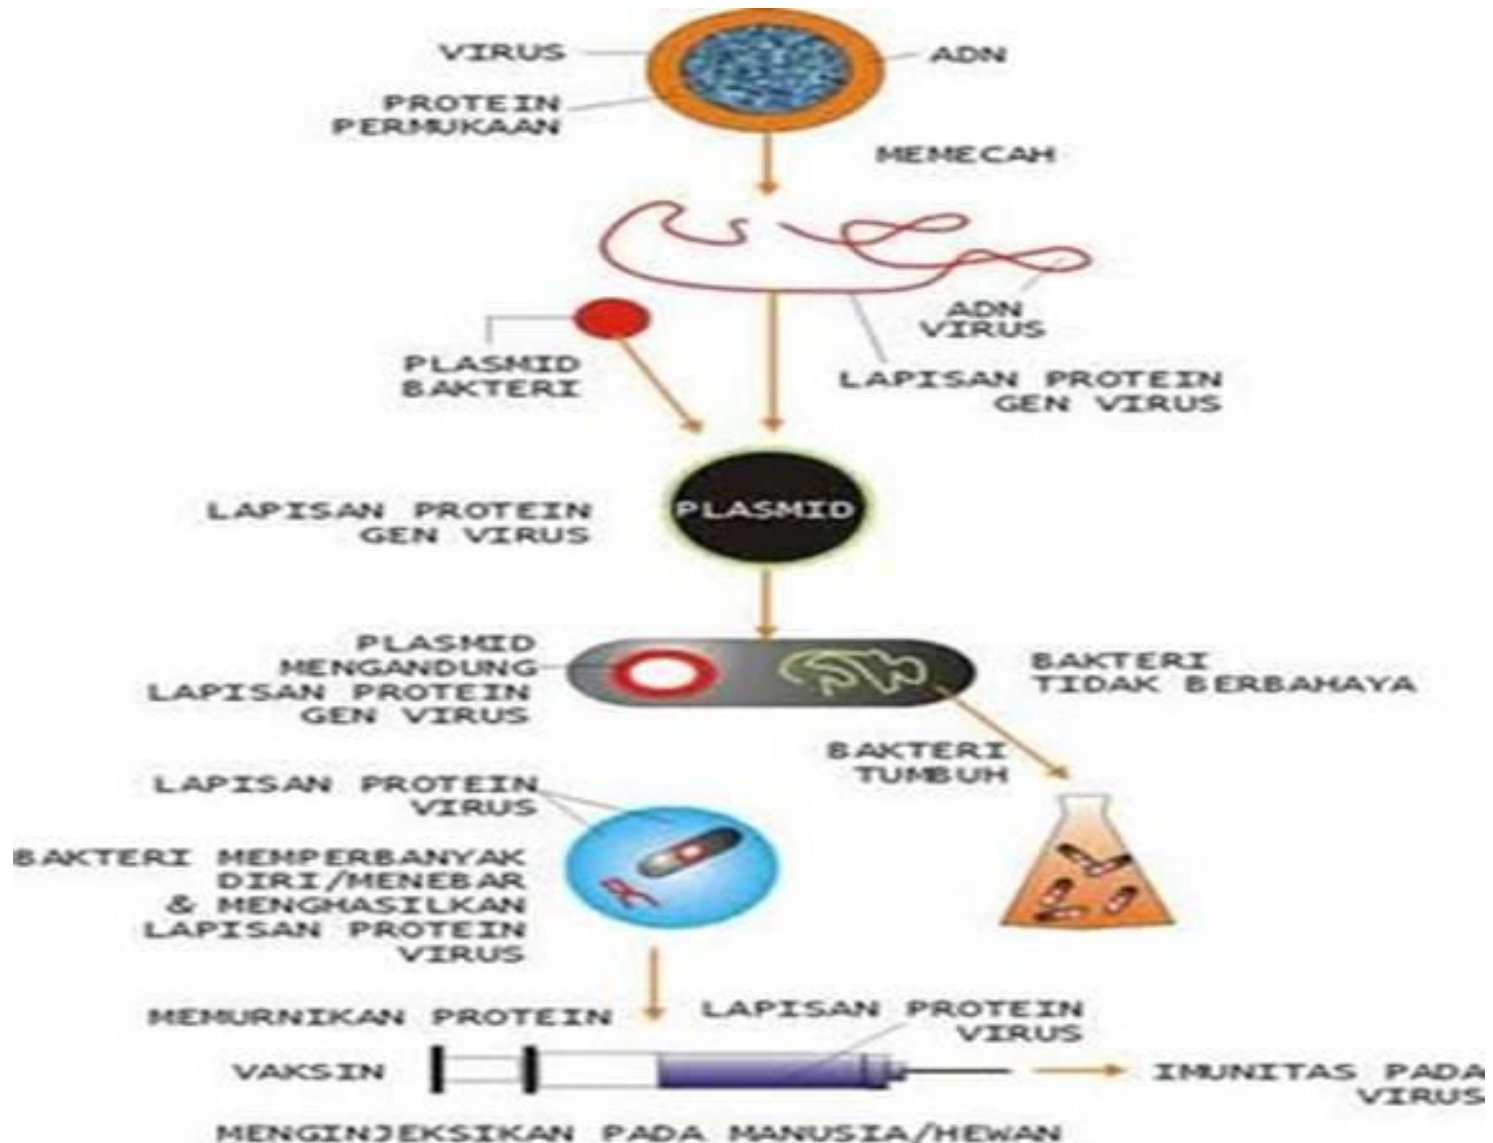 VIRUS
ADN
PROTEIN
PERMUKAAN
MEMECAH
ADN
VIRUS
PLASMID
BAKTERI
LAPISAN PROTEIN
GEN VIRUS
LAPISAN PROTEIN
GEN VIRUS
PLASMID
PLASMID
MENGANDUNG
LAPISAN PROTEIN
GEN VIRUS
BAKTERI
TIDAK BERBAHAYA
BAKTERI
TUMBUH
LAPISAN PROTEIN
VIRUS
BAKTERI MEMPERBANYAK
DIRI/MENEBAR
& MENGHASILKAN
LAPISAN PROTEIN
VIRUS
MEMURNIKAN PROTEIN
LAPISAN PROTEIN
VIRUS
VAKSIN
IMUNITAS PADA
VIRUS
MENGINJEKSIKAN PADA MANUSIA/HEWAN